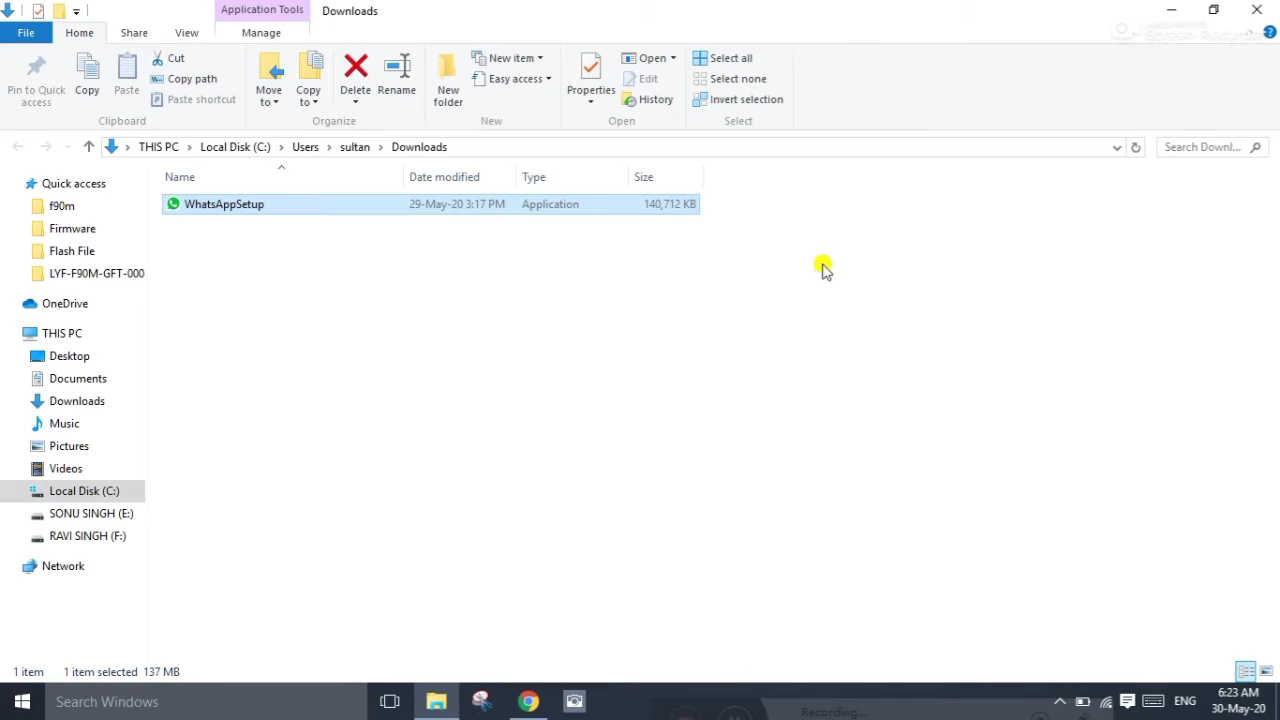 Application Tools Downloads
File Home Share View Manage
Pin to Quick access
Copy
Paste
Cut
Copy path
Paste shortcut
Clipboard
Move to
Copy to
Delete
Rename
Organize
New folder
New item
Easy access
New
Properties
Open
Edit
History
Open
Select all
Select none
Invert selection
Select
THIS PC Local Disk (C:) Users sultan Downloads
Search Downl...
Name Date modified Type Size
WhatsAppSetup 29-May-20 3:17 PM Application 140,712 KB
Quick access
f90m
Firmware
Flash File
LYF-F90M-GFT-000
OneDrive
THIS PC
Desktop
Documents
Downloads
Music
Pictures
Videos
Local Disk (C:)
SONU SINGH (E:)
RAVI SINGH (F:)
Network
1 item 1 item selected 137 MB
Search Windows
Recording...
ENG
6:23 AM
30-May-20